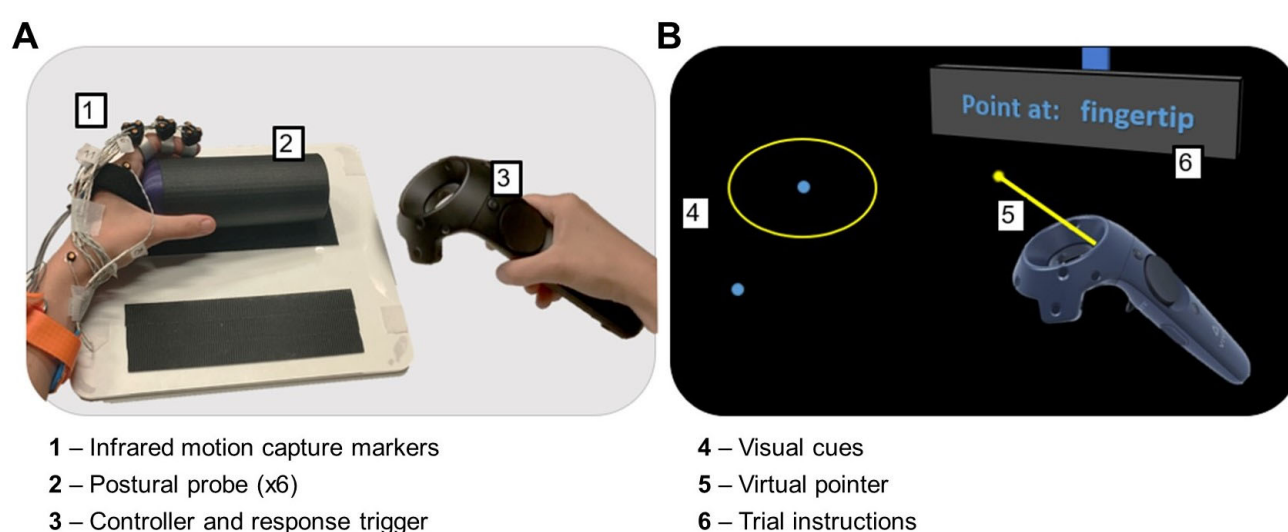 A
B
1
2
3
Point at: fingertip
4
5
6
1 – Infrared motion capture markers
2 – Postural probe (x6)
3 – Controller and response trigger
4 – Visual cues
5 – Virtual pointer
6 – Trial instructions